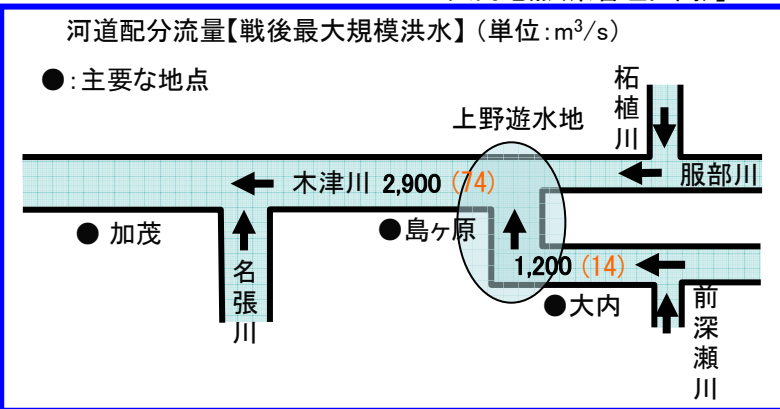 河道配分流量【戦後最大規模洪水】(単位:m³/s)
●:主要な地点
柘植川
上野遊水地
木津川 2,900 (74)
服部川
●加茂
●島ヶ原
名張川
1,200 (14)
●大内
前深瀬川